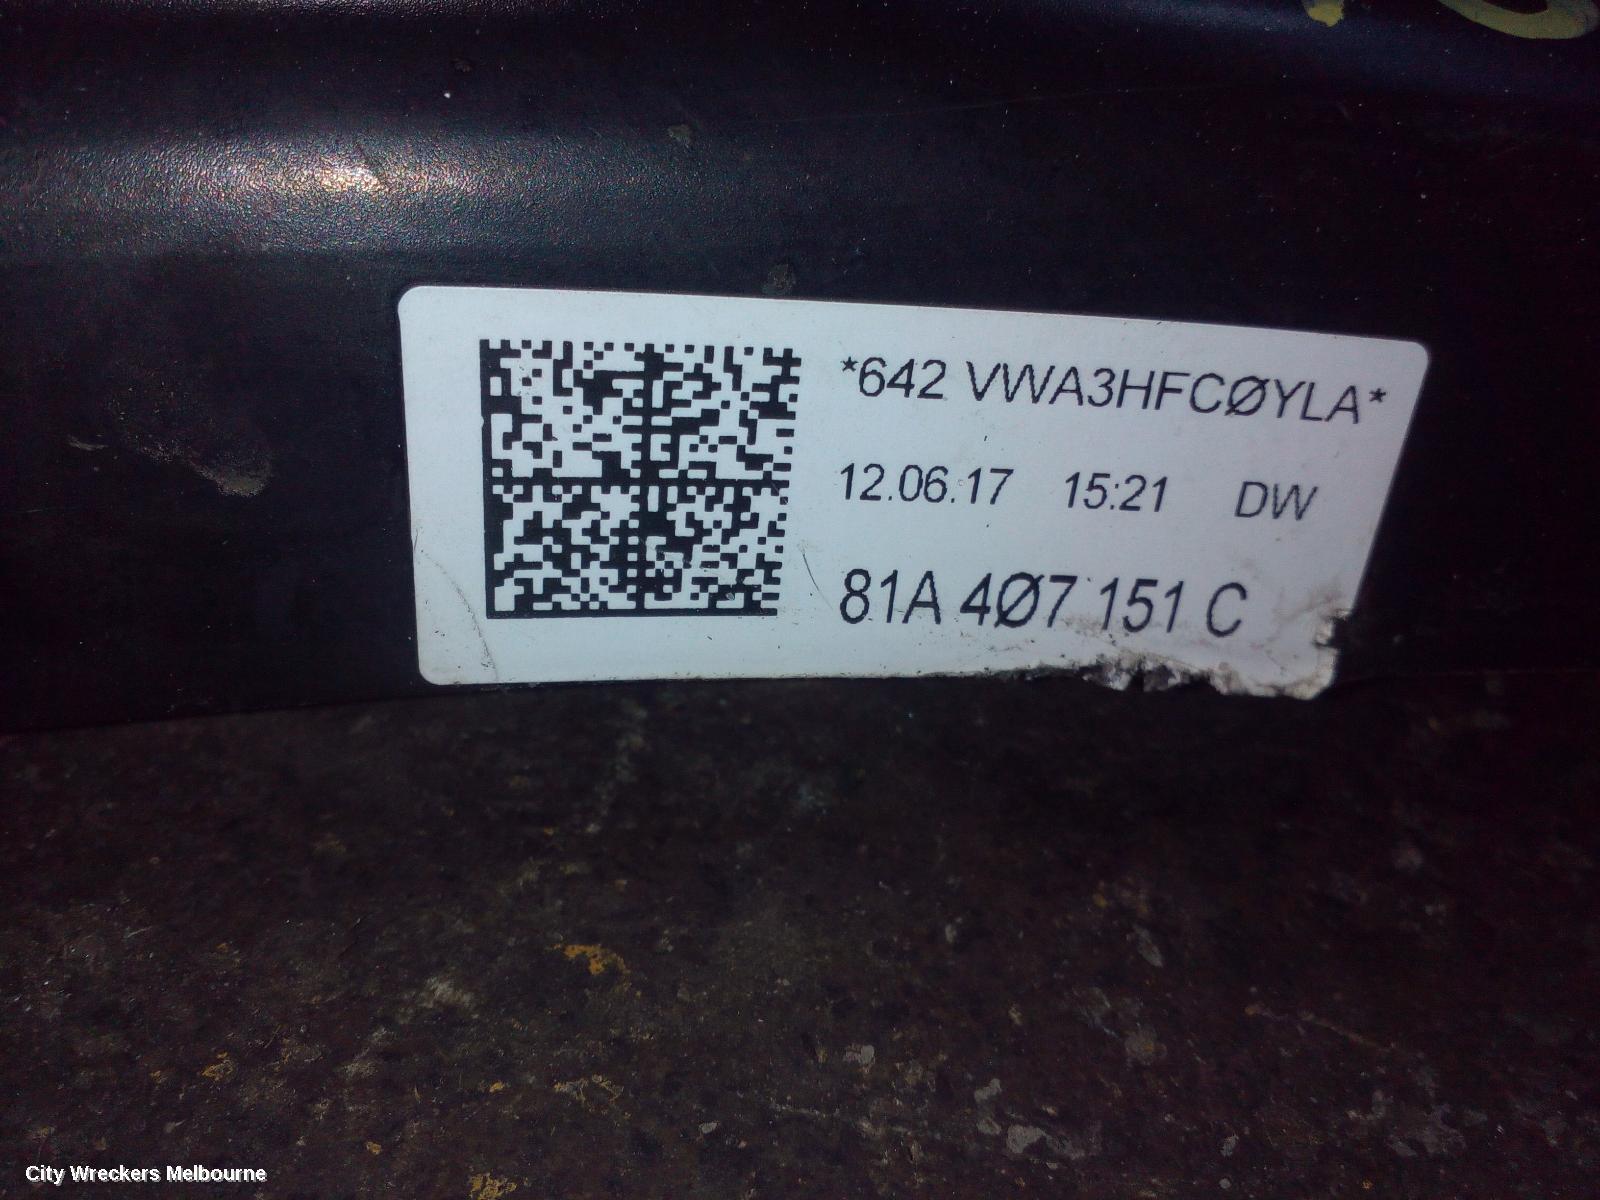 *642 VWA3HFCØYLA*
12.06.17 15:21 DW
81A 4Ø7 151 C
City Wreckers Melbourne